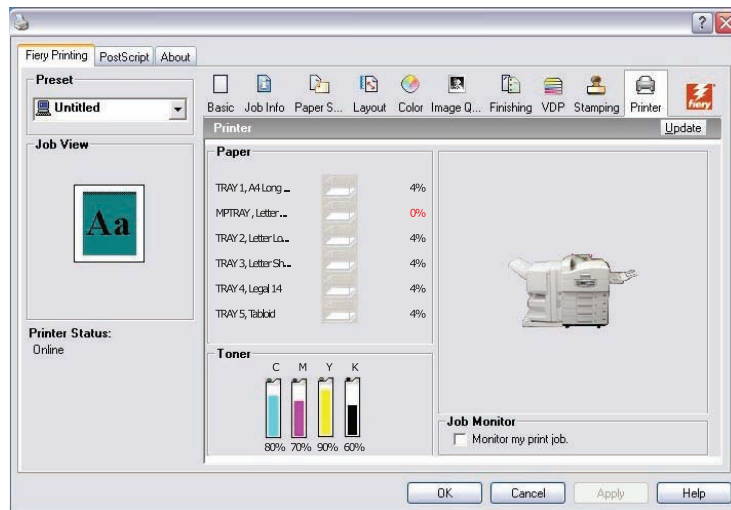 Fiery Printing PostScript About
Preset
Untitled
Basic Job Info Paper S... Layout Color Image Q... Finishing VDP Stamping Printer
fiery
Printer Update
Job View
Aa
Paper
TRAY 1, A4 Long ... 4%
MPTRAY , Letter ... 0%
TRAY 2, Letter Lo... 4%
TRAY 3, Letter Sh... 4%
TRAY 4, Legal 14 4%
TRAY 5, Tabloid 4%
Printer Status:
Online
Toner
C M Y K
80% 70% 90% 60%
Job Monitor
Monitor my print job.
OK Cancel Apply Help